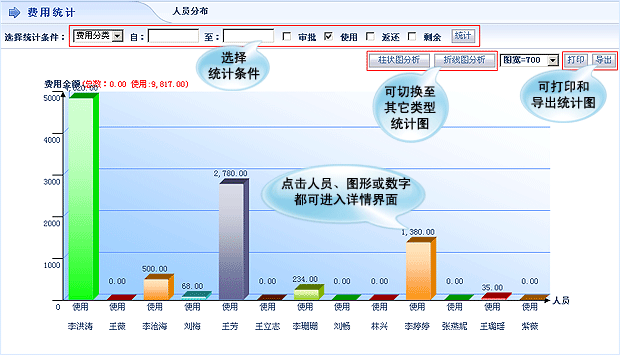 费用统计 人员分布
选择统计条件： 费用分类 自： 至： 审批 使用 返还 剩余 统计
选择
统计条件
柱状图分析 折线图分析 图宽=700 打印 导出
可切换至
其它类型
统计图
可打印和
导出统计图
费用金额(总数：0.00 使用:9,817.00)
5000
4000
3000
2000
1000
0
点击人员、图形或数字
都可进入详情界面
0.00 500.00 68.00 2,780.00 0.00 234.00 0.00 0.00 1,380.00 0.00 35.00 0.00
使用 使用 使用 使用 使用 使用 使用 使用 使用 使用 使用 使用 使用 人员
李洪涛 王薇 李沧海 刘梅 王芳 王立志 李珊珊 刘畅 林兴 李婷婷 张燕妮 王璐瑶 紫薇